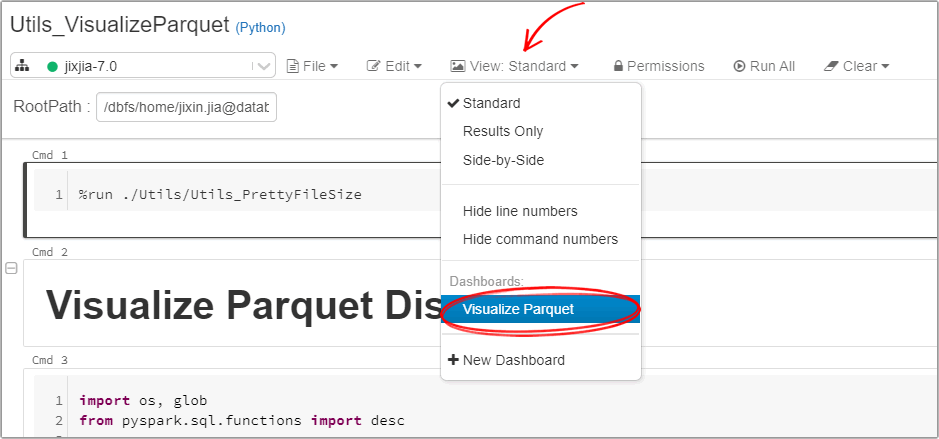 Utils_VisualizeParquet (Python)
jixjia-7.0 File Edit View: Standard Permissions Run All Clear
RootPath : /dbfs/home/jixin.jia@datab
Standard
Results Only
Side-by-Side
Hide line numbers
Hide command numbers
Dashboards:
Visualize Parquet
New Dashboard
Cmd 1
1 %run ./Utils/Utils_PrettyFileSize
Cmd 2
Visualize Parquet Dis
Cmd 3
1 import os, glob
2 from pyspark.sql.functions import desc